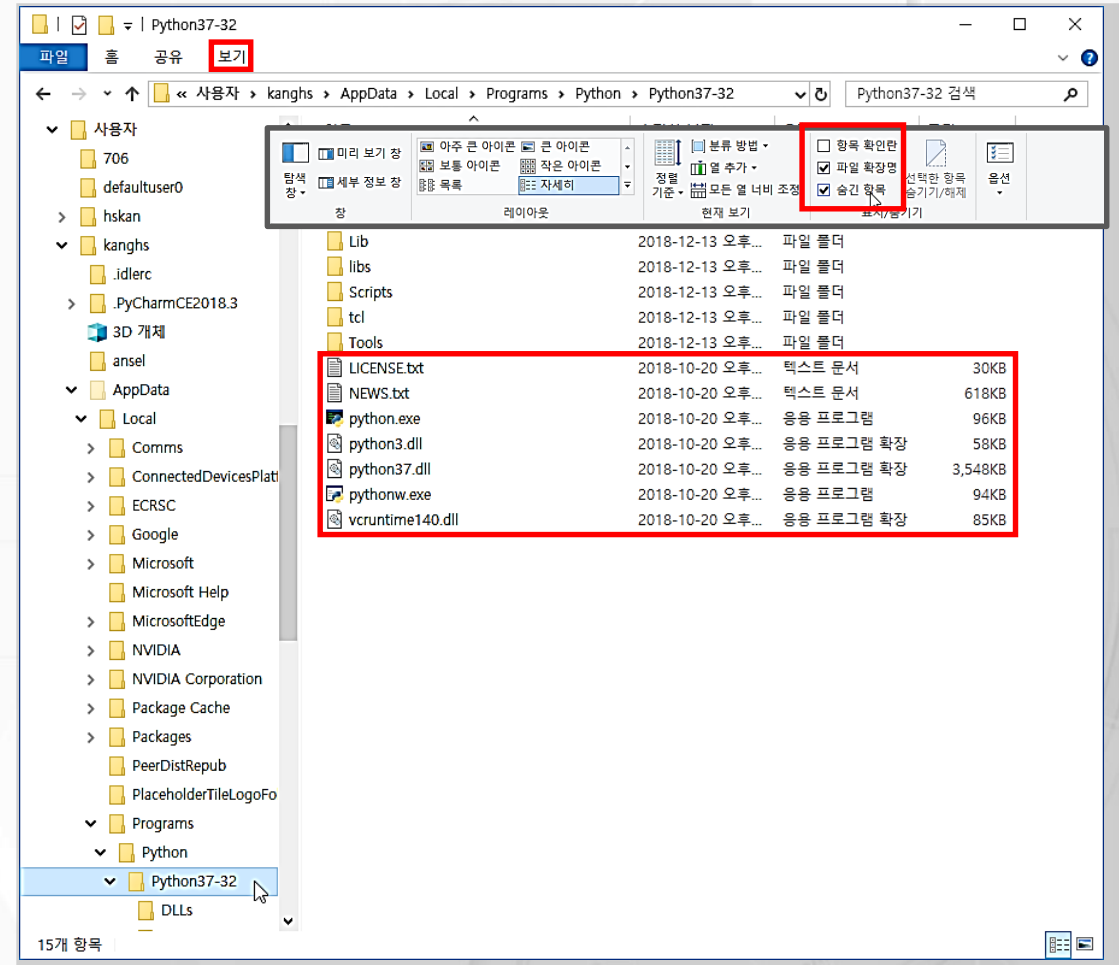 Python37-32
파일 홈 공유 보기
« 사용자 › kanghs › AppData › Local › Programs › Python › Python37-32
Python37-32 검색
사용자
706
defaultuser0
hskan
kanghs
.idlerc
.PyCharmCE2018.3
3D 개체
ansel
AppData
Local
Comms
ConnectedDevicesPlatf
ECRSC
Google
Microsoft
Microsoft Help
MicrosoftEdge
NVIDIA
NVIDIA Corporation
Package Cache
Packages
PeerDistRepub
PlaceholderTileLogoFo
Programs
Python
Python37-32
DLLs
탐색
창
미리 보기 창
세부 정보 창
창
아주 큰 아이콘 큰 아이콘
보통 아이콘 작은 아이콘
목록 자세히
레이아웃
정렬
기준
분류 방법
열 추가
모든 열 너비 조정
현재 보기
항목 확인란
파일 확장명
숨긴 항목
선택한 항목
숨기기/해제
표시/숨기기
옵션
Lib 2018-12-13 오후... 파일 폴더
libs 2018-12-13 오후... 파일 폴더
Scripts 2018-12-13 오후... 파일 폴더
tcl 2018-12-13 오후... 파일 폴더
Tools 2018-12-13 오후... 파일 폴더
LICENSE.txt 2018-10-20 오후... 텍스트 문서 30KB
NEWS.txt 2018-10-20 오후... 텍스트 문서 618KB
python.exe 2018-10-20 오후... 응용 프로그램 96KB
python3.dll 2018-10-20 오후... 응용 프로그램 확장 58KB
python37.dll 2018-10-20 오후... 응용 프로그램 확장 3,548KB
pythonw.exe 2018-10-20 오후... 응용 프로그램 94KB
vcruntime140.dll 2018-10-20 오후... 응용 프로그램 확장 85KB
15개 항목